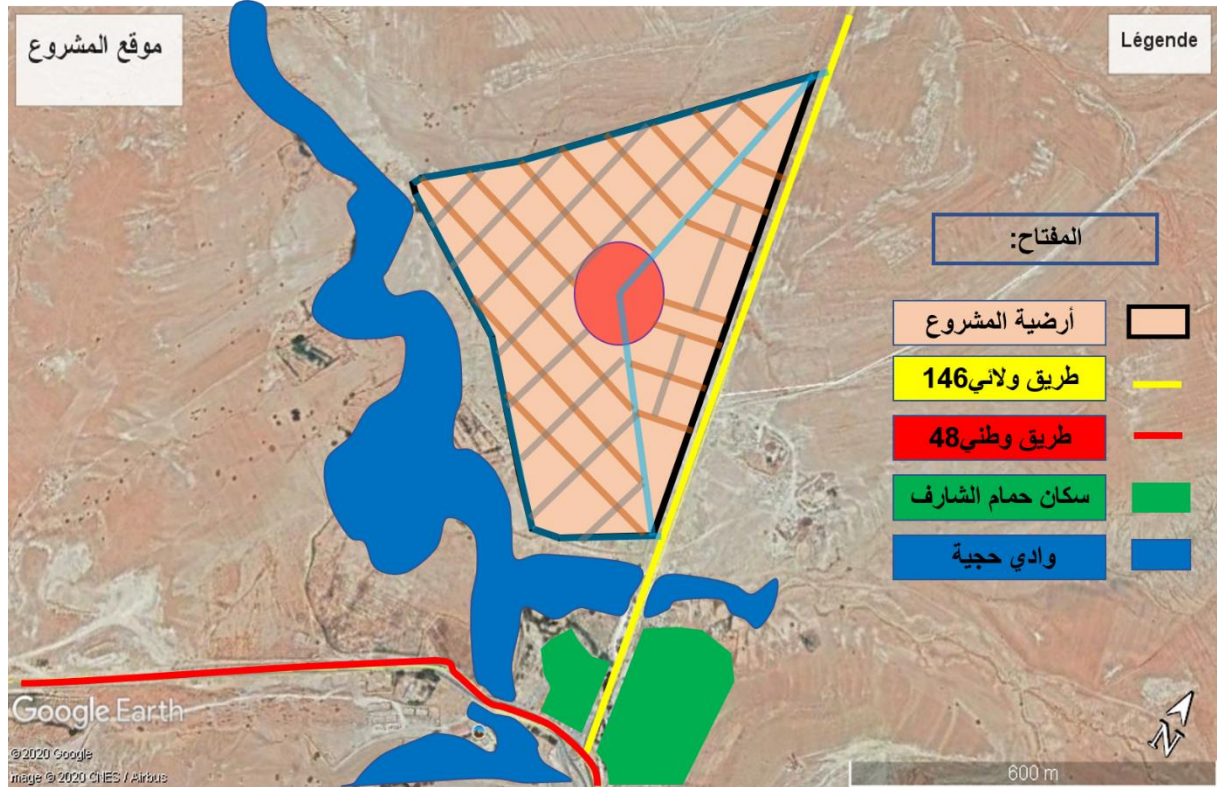 موقع المشروع
Légende
المفتاح:
أرضية المشروع
طريق ولائي146
طريق وطني48
سكان حمام الشارف
وادي حجية
Google Earth
© 2020 Google
mage © 2020 CNES / Airbus
N
600 m